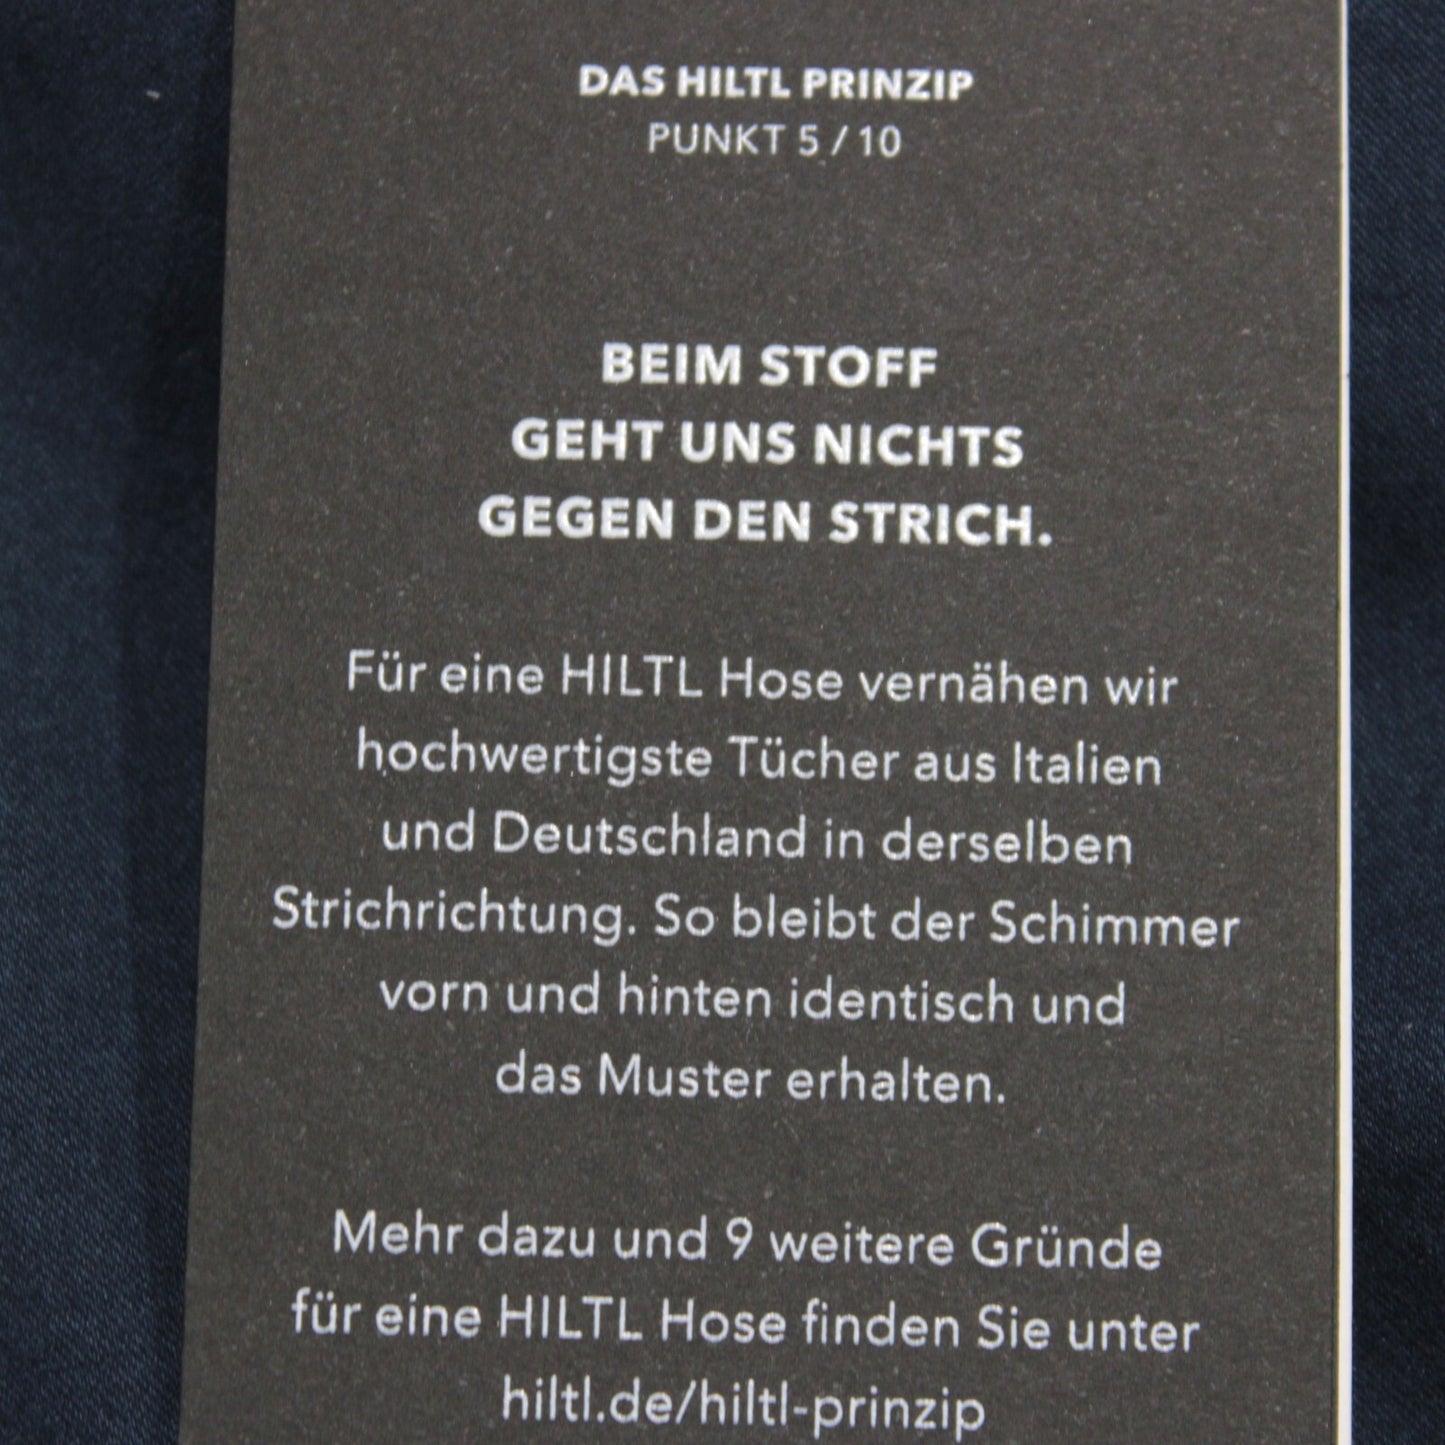 DAS HILTL PRINZIP
PUNKT 5 / 10
BEIM STOFF
GEHT UNS NICHTS
GEGEN DEN STRICH.
Für eine HILTL Hose vernähen wir
hochwertigste Tücher aus Italien
und Deutschland in derselben
Strichrichtung. So bleibt der Schimmer
vorn und hinten identisch und
das Muster erhalten.
Mehr dazu und 9 weitere Gründe
für eine HILTL Hose finden Sie unter
hiltl.de/hiltl-prinzip